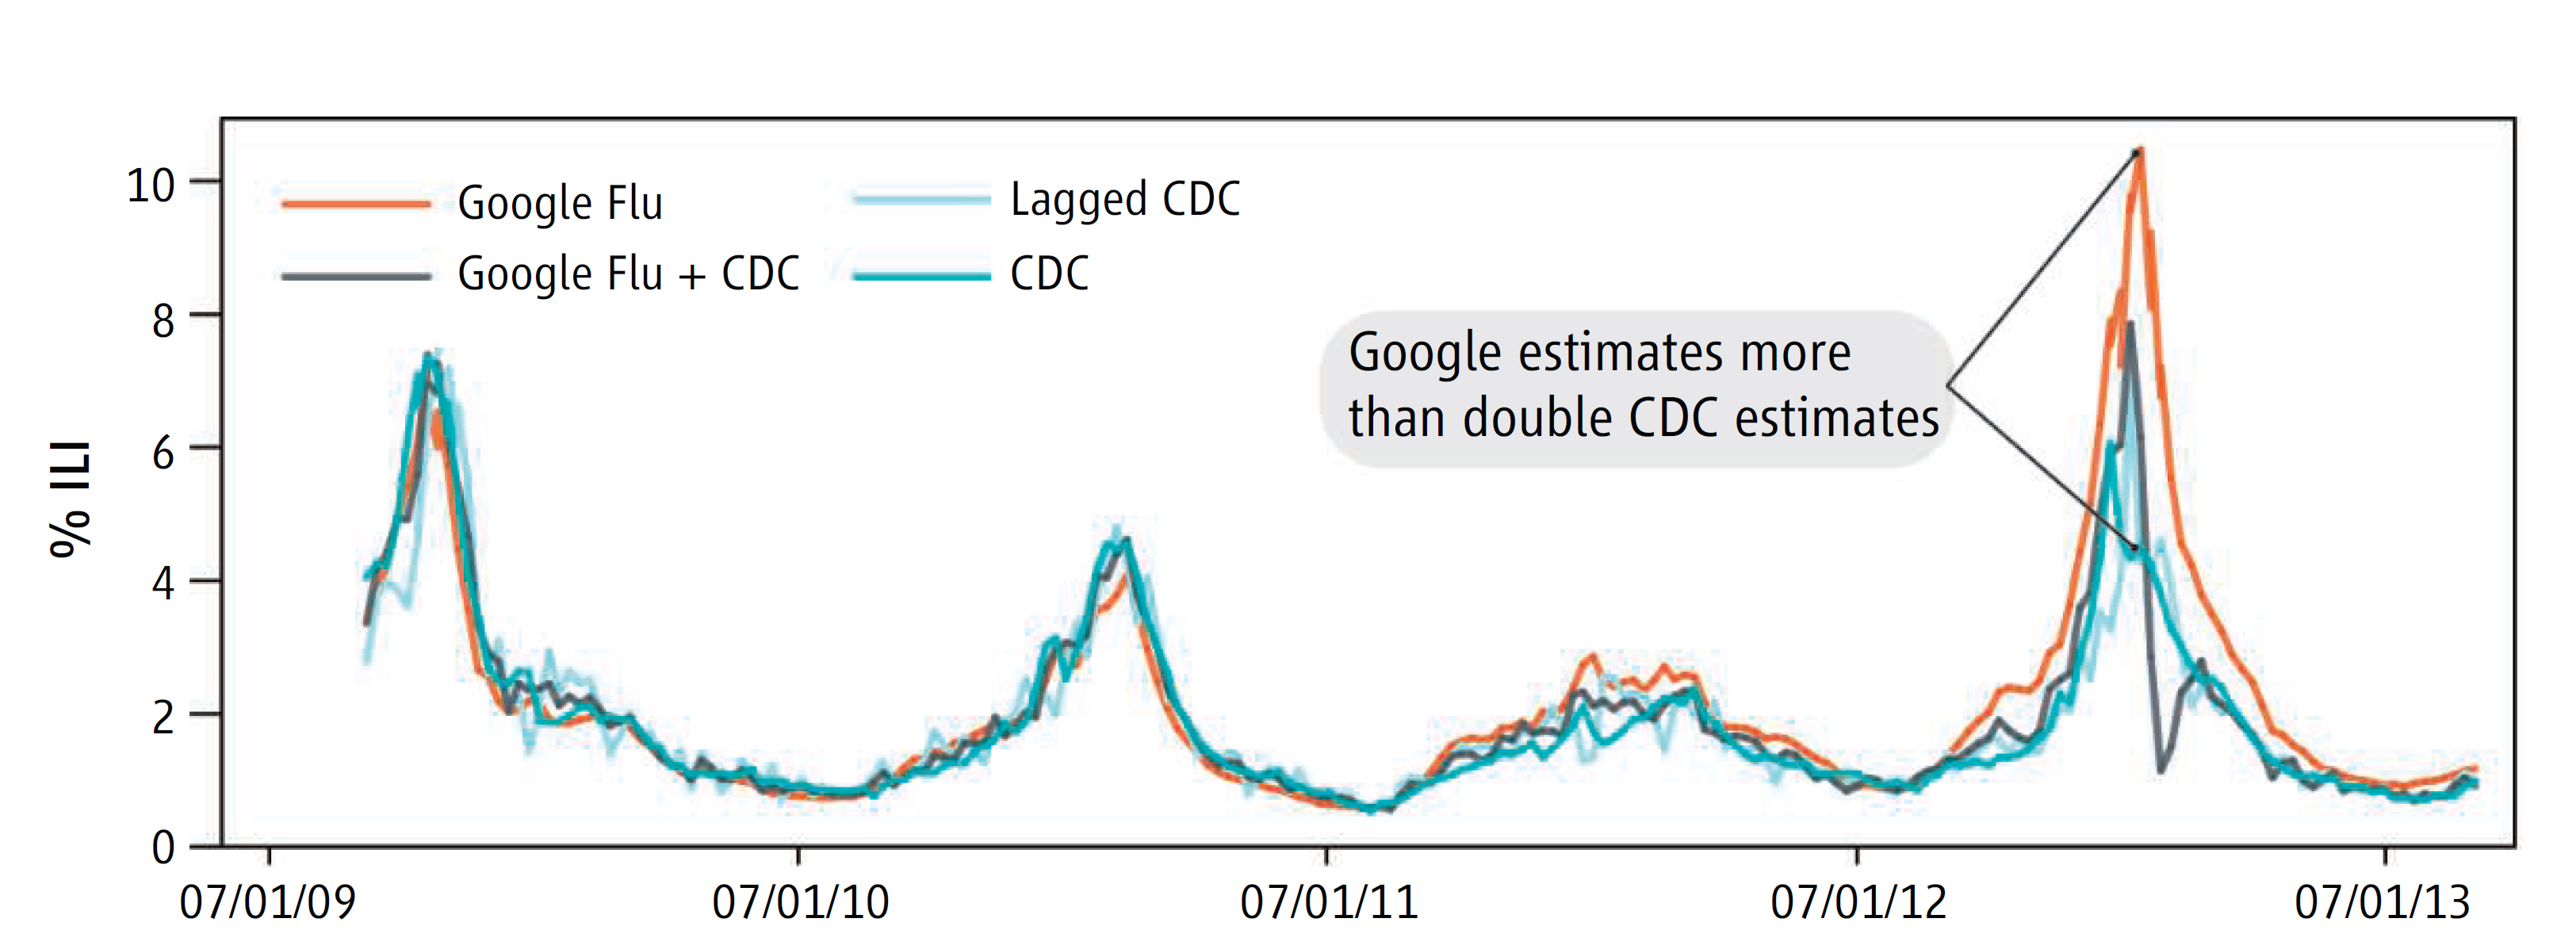 Google Flu
Lagged CDC
Google Flu + CDC
CDC
Google estimates more
than double CDC estimates
% ILI
10
8
6
4
2
0
07/01/09
07/01/10
07/01/11
07/01/12
07/01/13